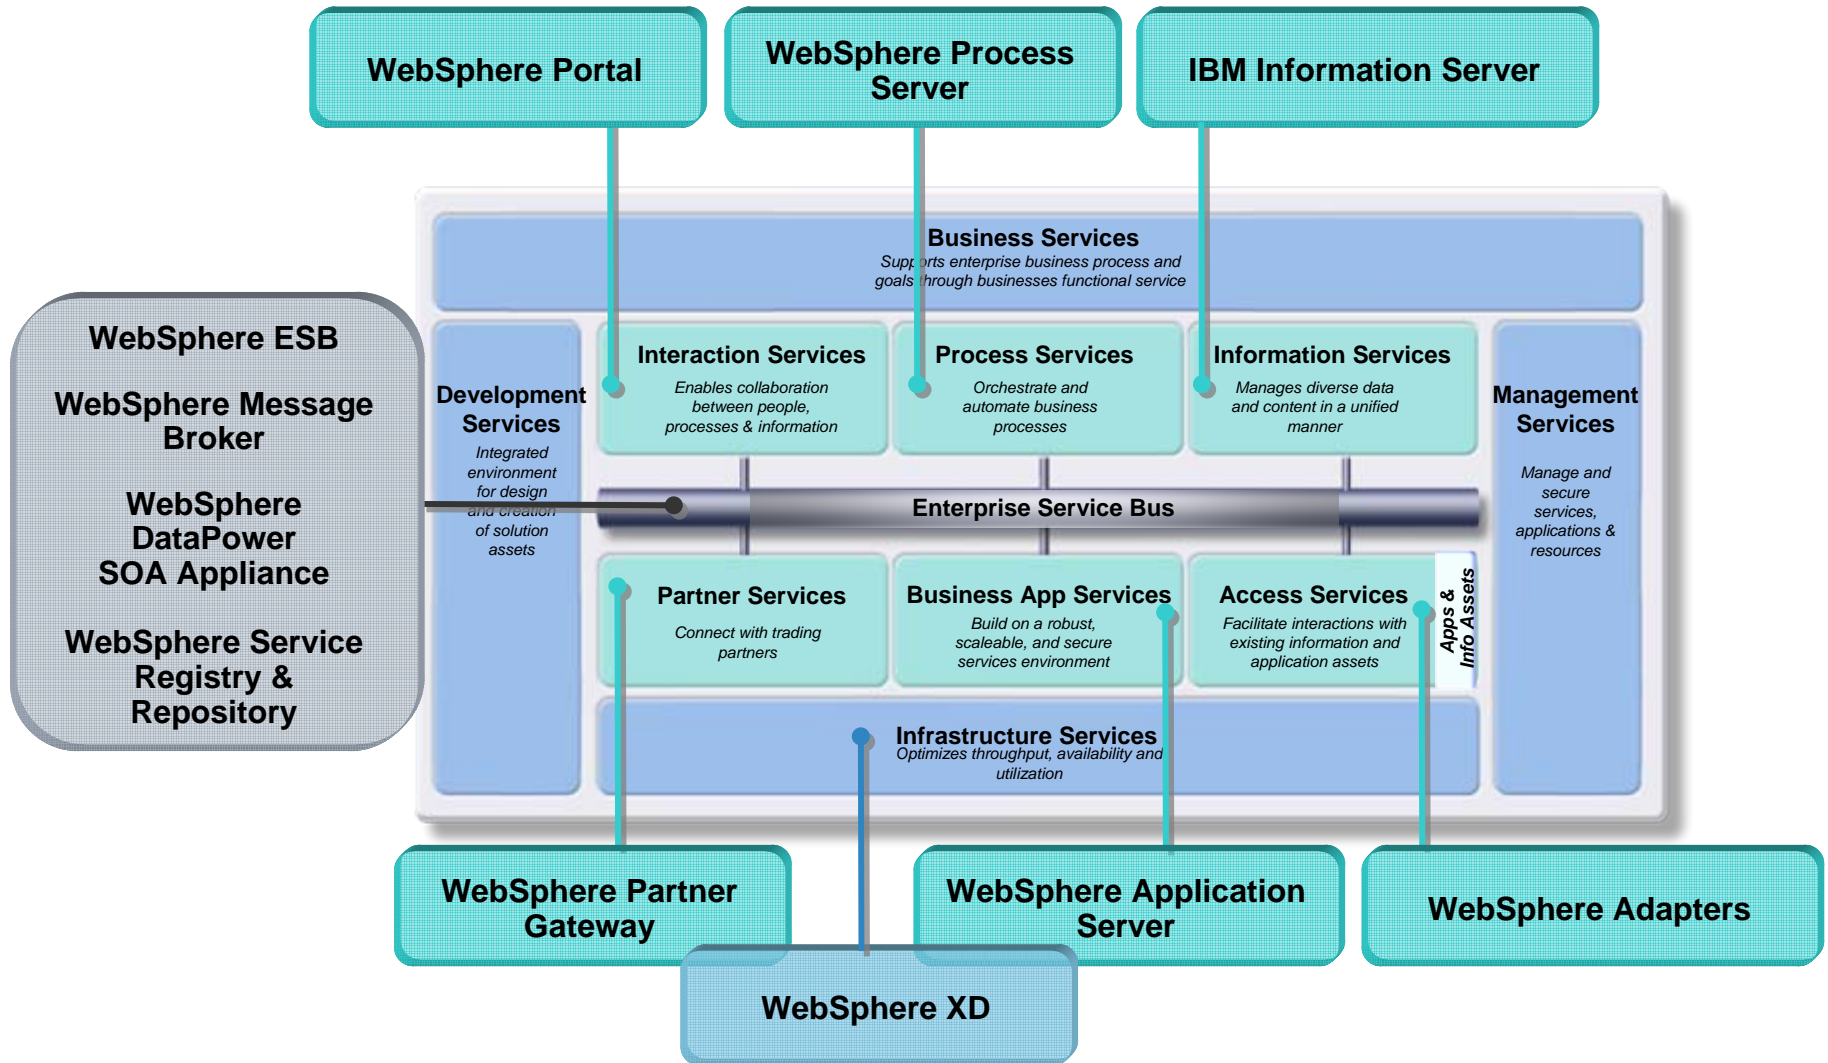 WebSphere Portal
WebSphere Process
Server
IBM Information Server
Business Services
Supports enterprise business process and
goals through businesses functional service
WebSphere ESB
WebSphere Message
Broker
WebSphere
DataPower
SOA Appliance
WebSphere Service
Registry &
Repository
Development
Services
Integrated
environment
for design
and creation
of solution
assets
Interaction Services
Enables collaboration
between people,
processes & information
Process Services
Orchestrate and
automate business
processes
Information Services
Manages diverse data
and content in a unified
manner
Management
Services
Manage and
secure
services,
applications &
resources
Enterprise Service Bus
Partner Services
Connect with trading
partners
Business App Services
Build on a robust,
scaleable, and secure
services environment
Access Services
Facilitate interactions with
existing information and
application assets
Apps &
Info Assets
Infrastructure Services
Optimizes throughput, availability and
utilization
WebSphere Partner
Gateway
WebSphere Application
Server
WebSphere Adapters
WebSphere XD